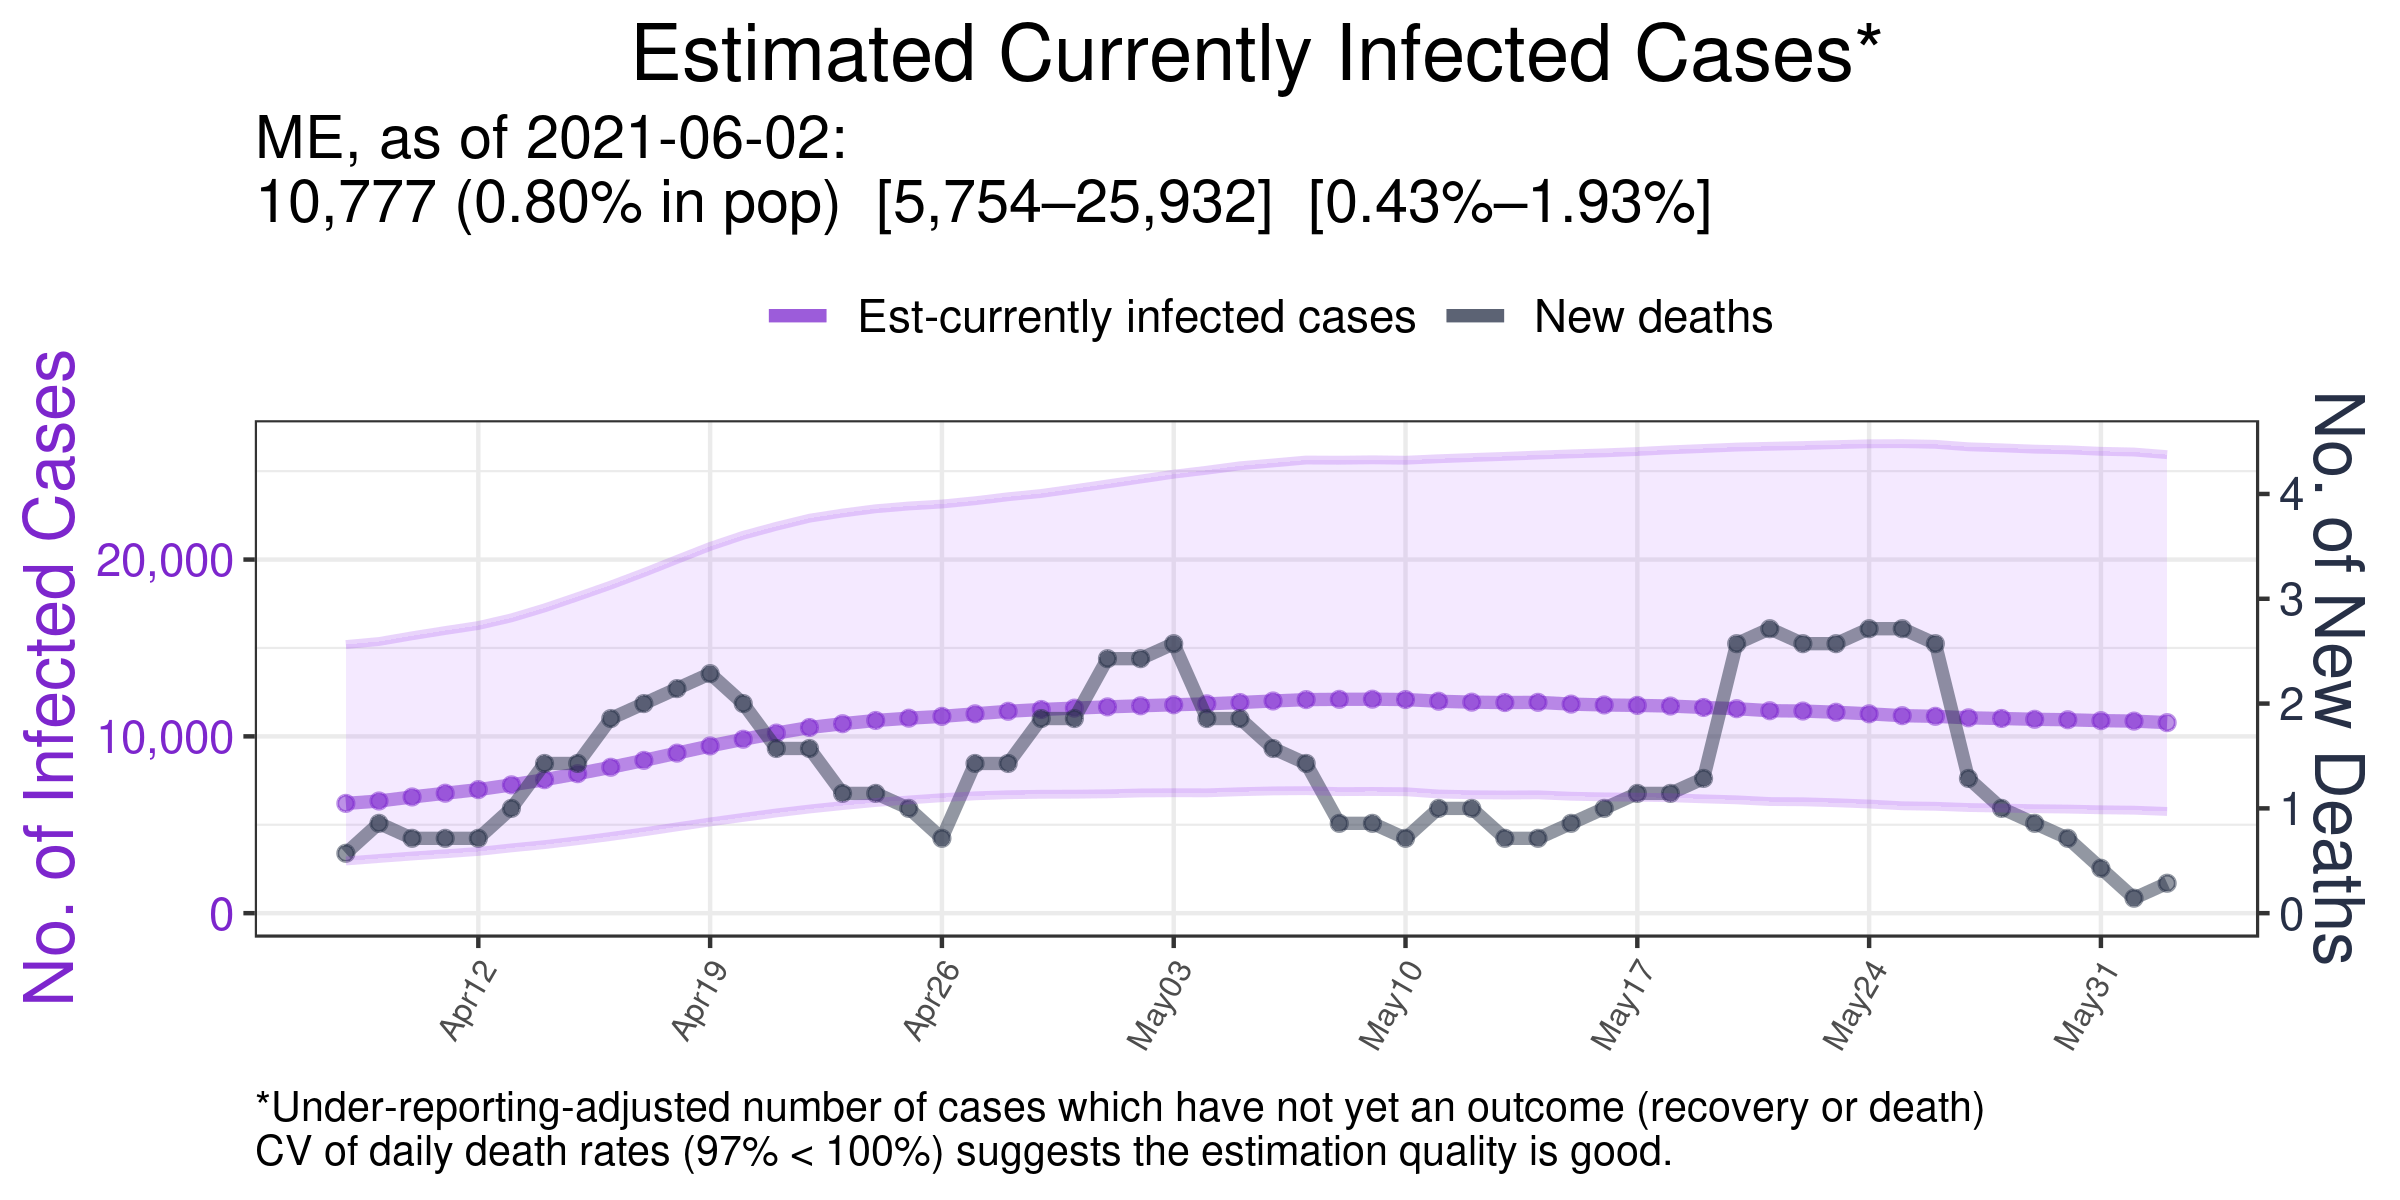 Estimated Currently Infected Cases*
ME, as of 2021-06-02:
10,777 (0.80% in pop)  [5,754–25,932]  [0.43%–1.93%]
Est-currently infected cases
New deaths
No. of Infected Cases
20,000
10,000
0
No. of New Deaths
4
3
2
1
0
Apr12
Apr19
Apr26
May03
May10
May17
May24
May31
*Under-reporting-adjusted number of cases which have not yet an outcome (recovery or death)
CV of daily death rates (97% < 100%) suggests the estimation quality is good.